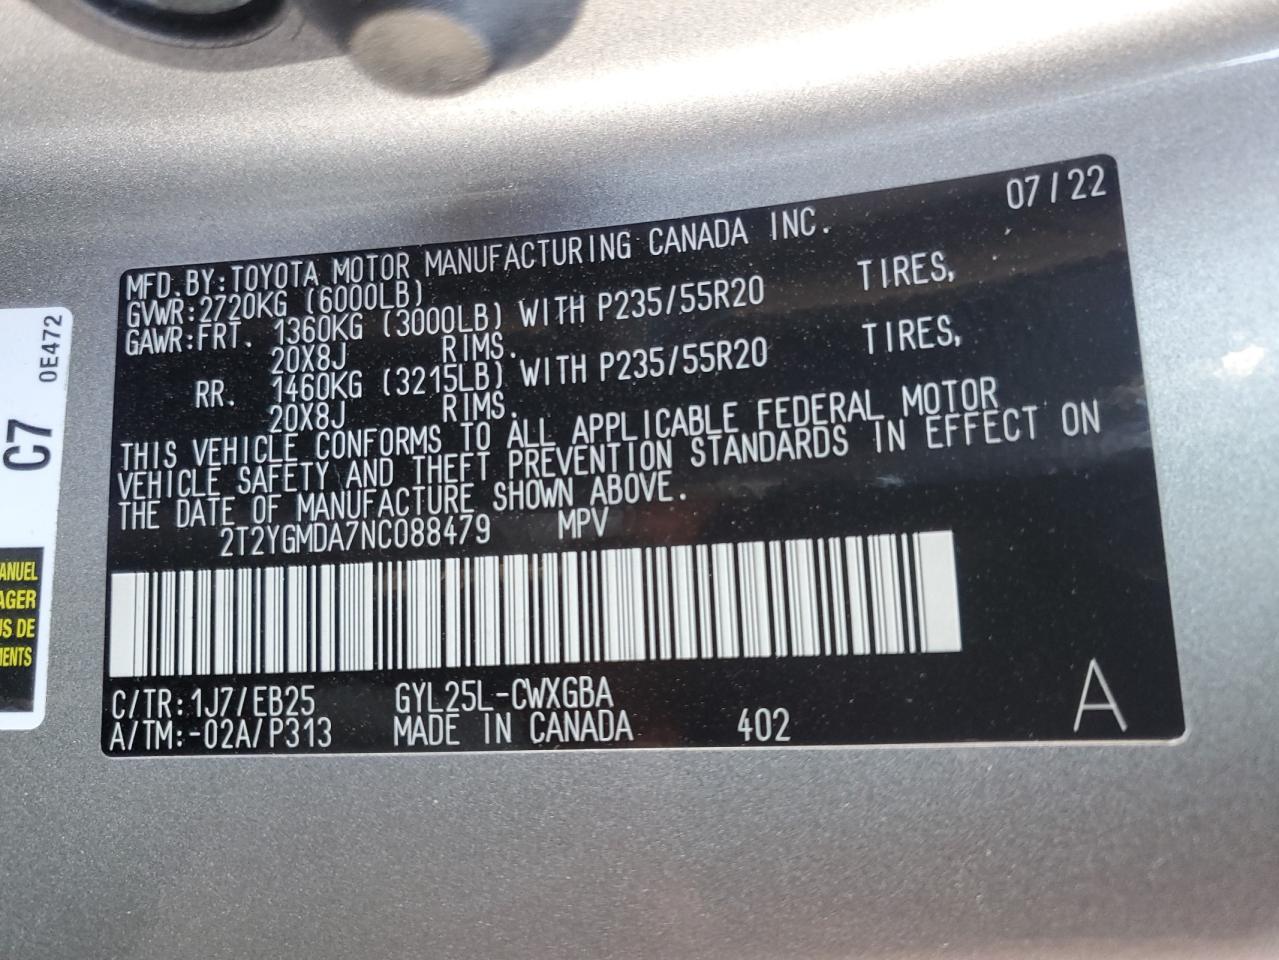 07/22
MFD.BY:TOYOTA MOTOR MANUFACTURING CANADA INC.
GVWR:2720KG (6000LB)
GAWR:FRT. 1360KG (3000LB) WITH P235/55R20 TIRES,
20X8J RIMS.
RR. 1460KG (3215LB) WITH P235/55R20 TIRES,
20X8J RIMS.
THIS VEHICLE CONFORMS TO ALL APPLICABLE FEDERAL MOTOR
VEHICLE SAFETY AND THEFT PREVENTION STANDARDS IN EFFECT ON
THE DATE OF MANUFACTURE SHOWN ABOVE.
2T2YGMDA7NC088479 MPV
C/TR:1J7/EB25 GYL25L-CWXGBA
A/TM:-02A/P313 MADE IN CANADA 402
A
0E472
C7
ANUEL
AGER
US DE
MENTS